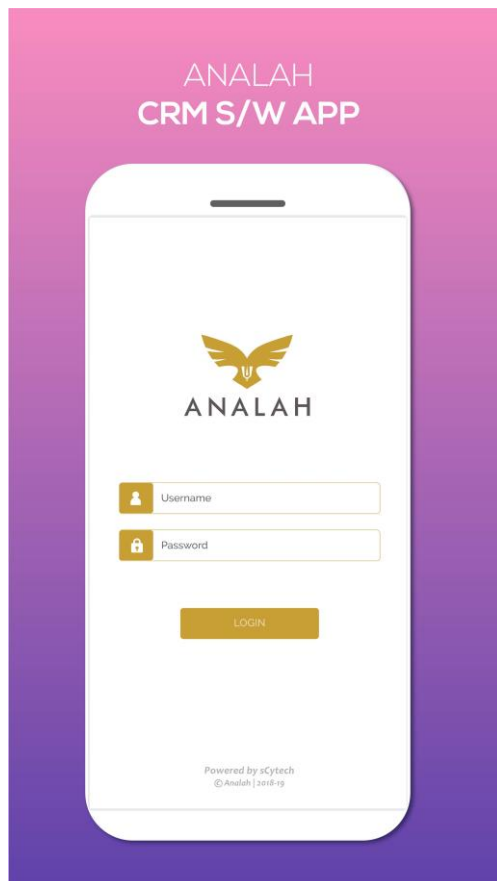 ANALAH
CRM S/W APP
ANALAH
Username
Password
LOGIN
Powered by sCytech
© Analah | 2018-19